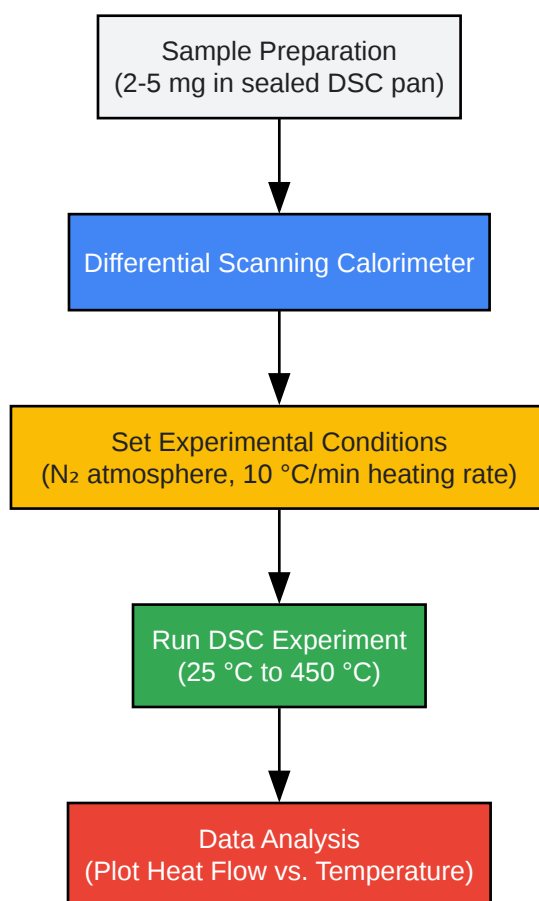 Sample Preparation
(2-5 mg in sealed DSC pan)
Differential Scanning Calorimeter
Set Experimental Conditions
(N₂ atmosphere, 10 °C/min heating rate)
Run DSC Experiment
(25 °C to 450 °C)
Data Analysis
(Plot Heat Flow vs. Temperature)